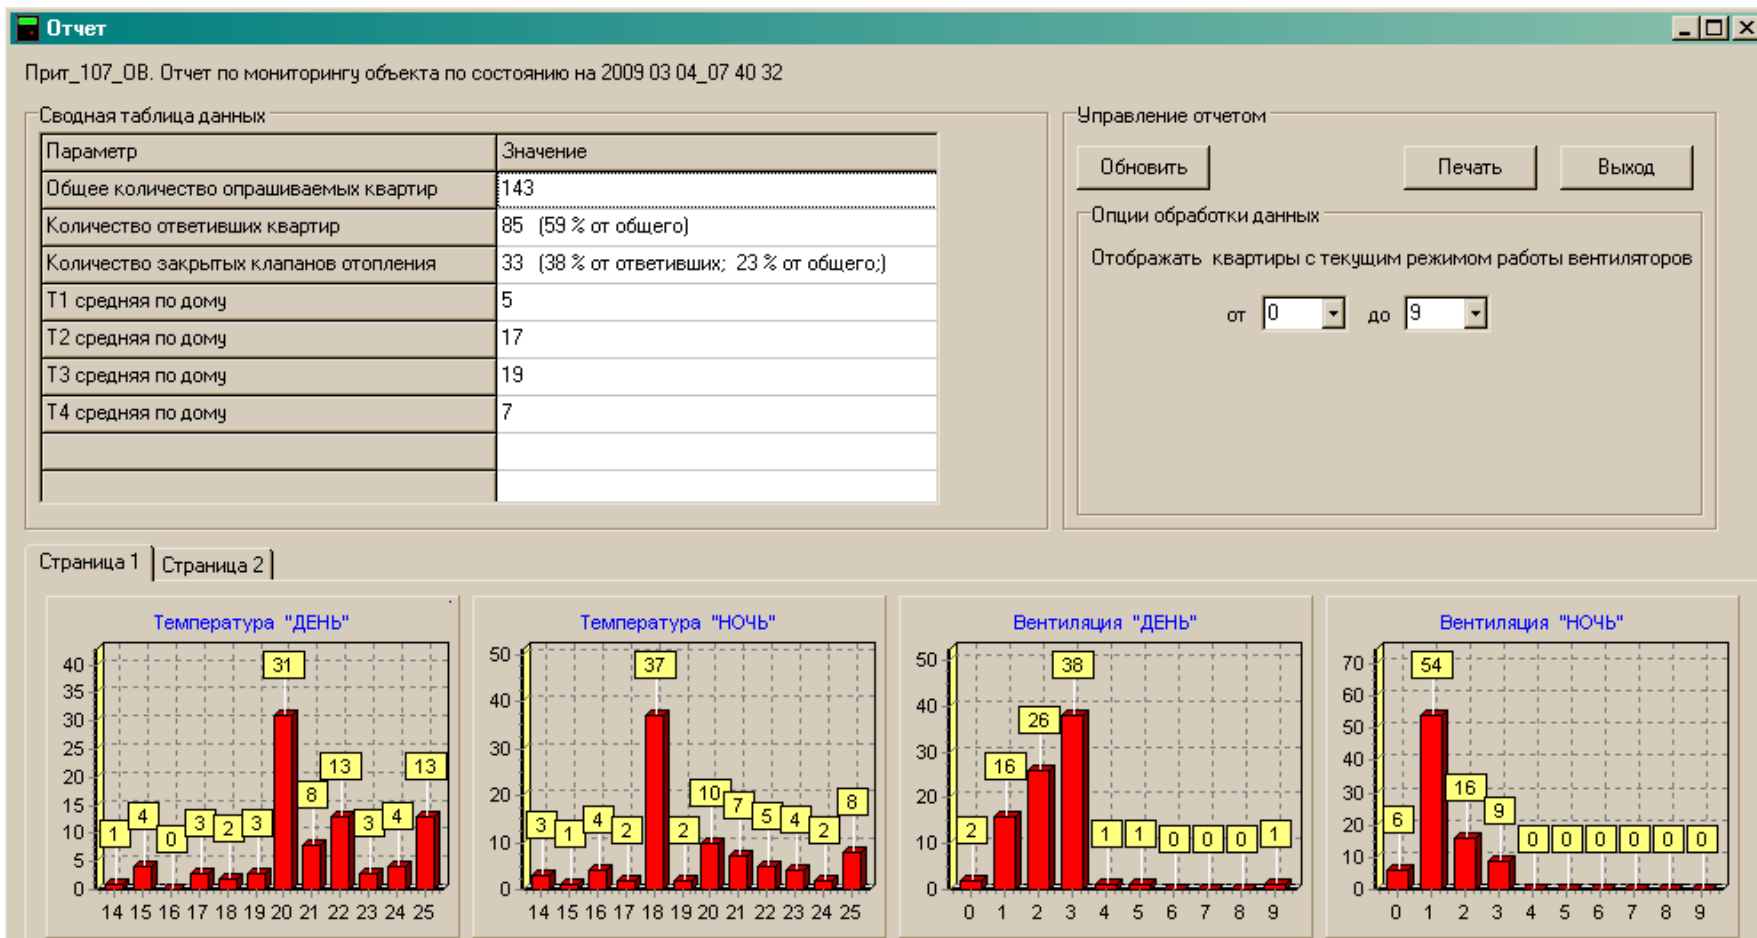 Отчет
Прит_107_ОВ. Отчет по мониторингу объекта по состоянию на 2009 03 04_07 40 32
Сводная таблица данных
Параметр Значение
Общее количество опрашиваемых квартир 143
Количество ответивших квартир 85 (59 % от общего)
Количество закрытых клапанов отопления 33 (38 % от ответивших; 23 % от общего;)
Т1 средняя по дому 5
Т2 средняя по дому 17
Т3 средняя по дому 19
Т4 средняя по дому 7
Управление отчетом
Обновить Печать Выход
Опции обработки данных
Отображать квартиры с текущим режимом работы вентиляторов
от 0 до 9
Страница 1 Страница 2
Температура "ДЕНЬ"
40 35 30 25 20 15 10 5 0
1 4 0 3 2 3 31 8 13 3 4 13
14 15 16 17 18 19 20 21 22 23 24 25
Температура "НОЧЬ"
50 40 30 20 10 0
3 1 4 2 37 2 10 7 5 4 2 8
14 15 16 17 18 19 20 21 22 23 24 25
Вентиляция "ДЕНЬ"
50 40 30 20 10 0
2 16 26 38 1 1 0 0 0 1
0 1 2 3 4 5 6 7 8 9
Вентиляция "НОЧЬ"
70 60 50 40 30 20 10 0
6 54 16 9 0 0 0 0 0 0
0 1 2 3 4 5 6 7 8 9